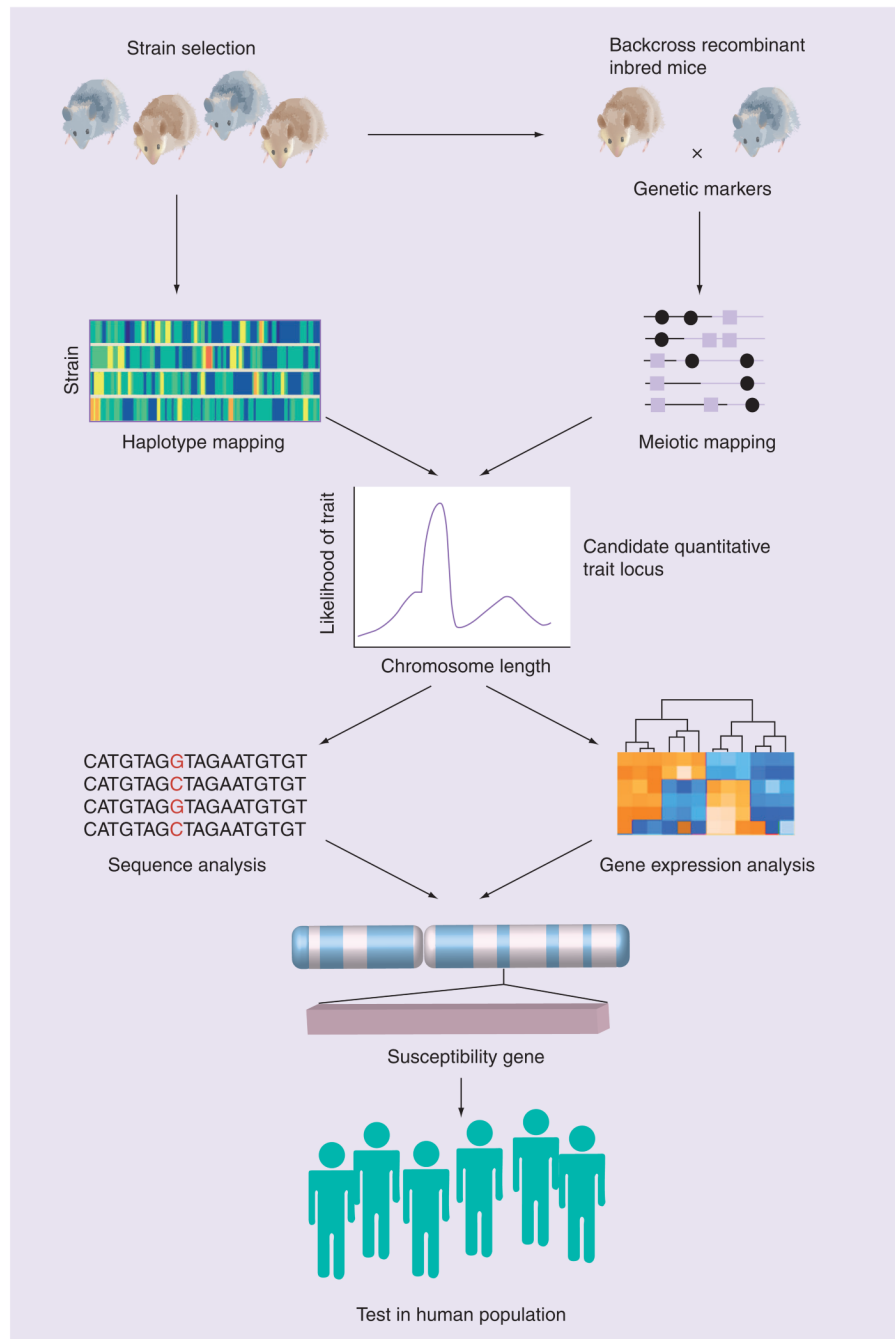 Strain selection
Backcross recombinant
inbred mice
×
Genetic markers
Strain
Haplotype mapping
Meiotic mapping
Likelihood of trait
Candidate quantitative
trait locus
Chromosome length
CATGTAGGTAGAATGTGT
CATGTAGCTAGAATGTGT
CATGTAGGTAGAATGTGT
CATGTAGCTAGAATGTGT
Sequence analysis
Gene expression analysis
Susceptibility gene
Test in human population